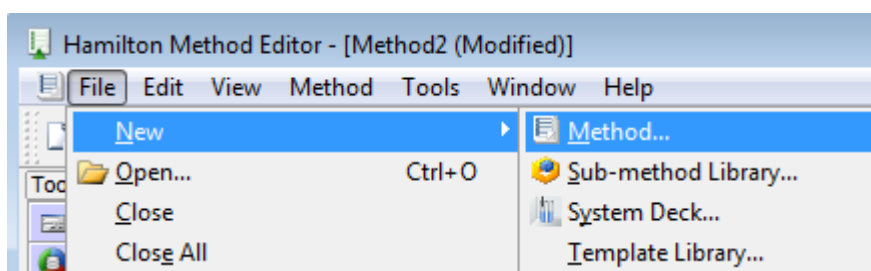 Hamilton Method Editor - [Method2 (Modified)]
File Edit View Method Tools Window Help
New Method...
Open... Ctrl+O Sub-method Library...
Close System Deck...
Close All Template Library...